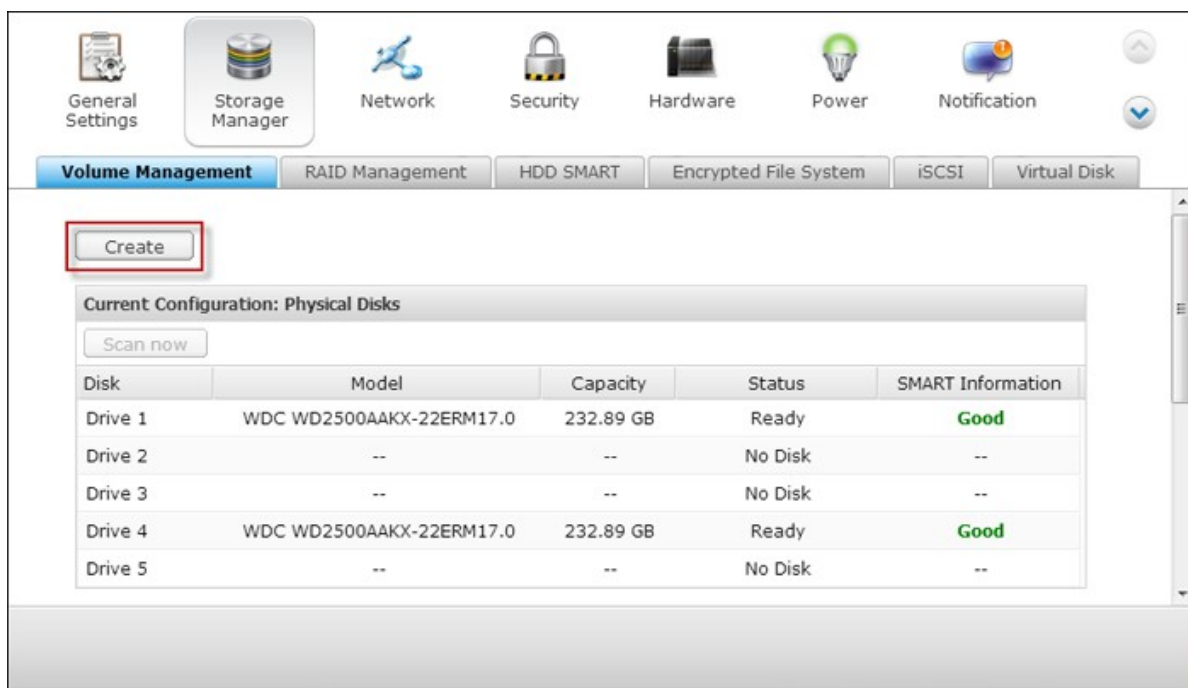 General Settings
Storage Manager
Network
Security
Hardware
Power
1
Notification
Volume Management RAID Management HDD SMART Encrypted File System iSCSI Virtual Disk
Create
Current Configuration: Physical Disks
Scan now
Disk Model Capacity Status SMART Information
Drive 1 WDC WD2500AAKX-22ERM17.0 232.89 GB Ready Good
Drive 2 -- -- No Disk --
Drive 3 -- -- No Disk --
Drive 4 WDC WD2500AAKX-22ERM17.0 232.89 GB Ready Good
Drive 5 -- -- No Disk --